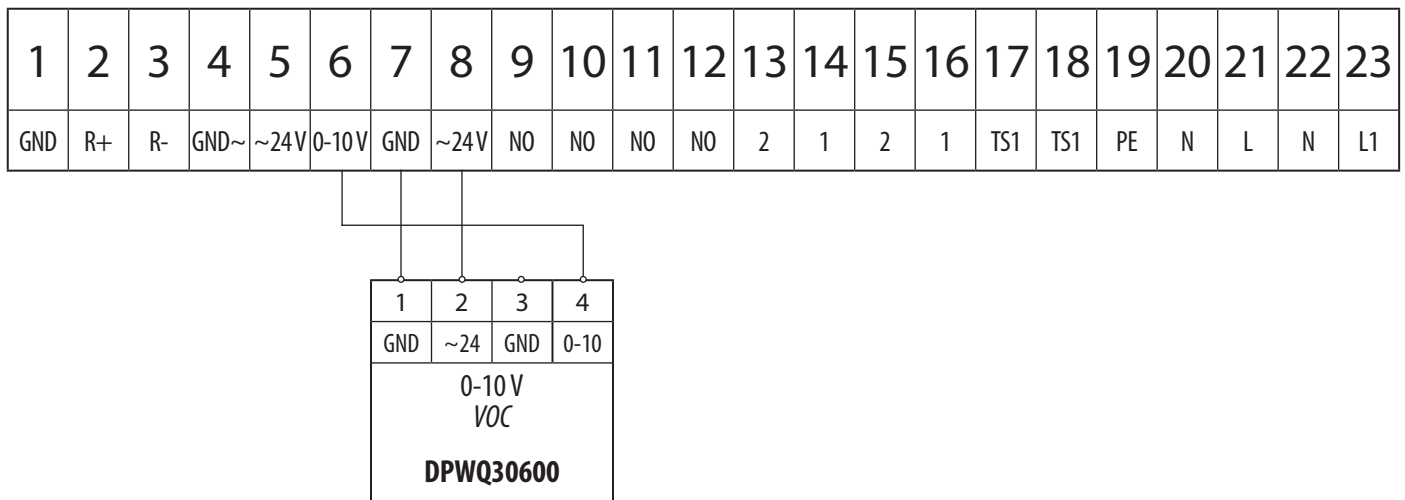 1 2 3 4 5 6 7 8 9 10 11 12 13 14 15 16 17 18 19 20 21 22 23
GND R+ R- GND~ ~24 V 0-10 V GND ~24 V NO NO NO NO 2 1 2 1 TS1 TS1 PE N L N L1
1 2 3 4
GND ~24 GND 0-10
0-10 V
VOC
DPWQ30600